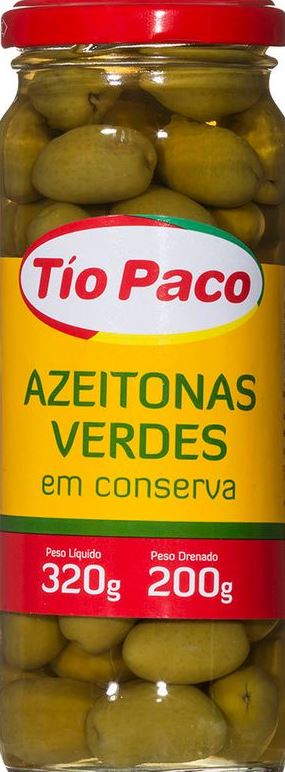 Tío Paco
AZEITONAS
VERDES
em conserva
Peso Líquido Peso Drenado
320g 200g